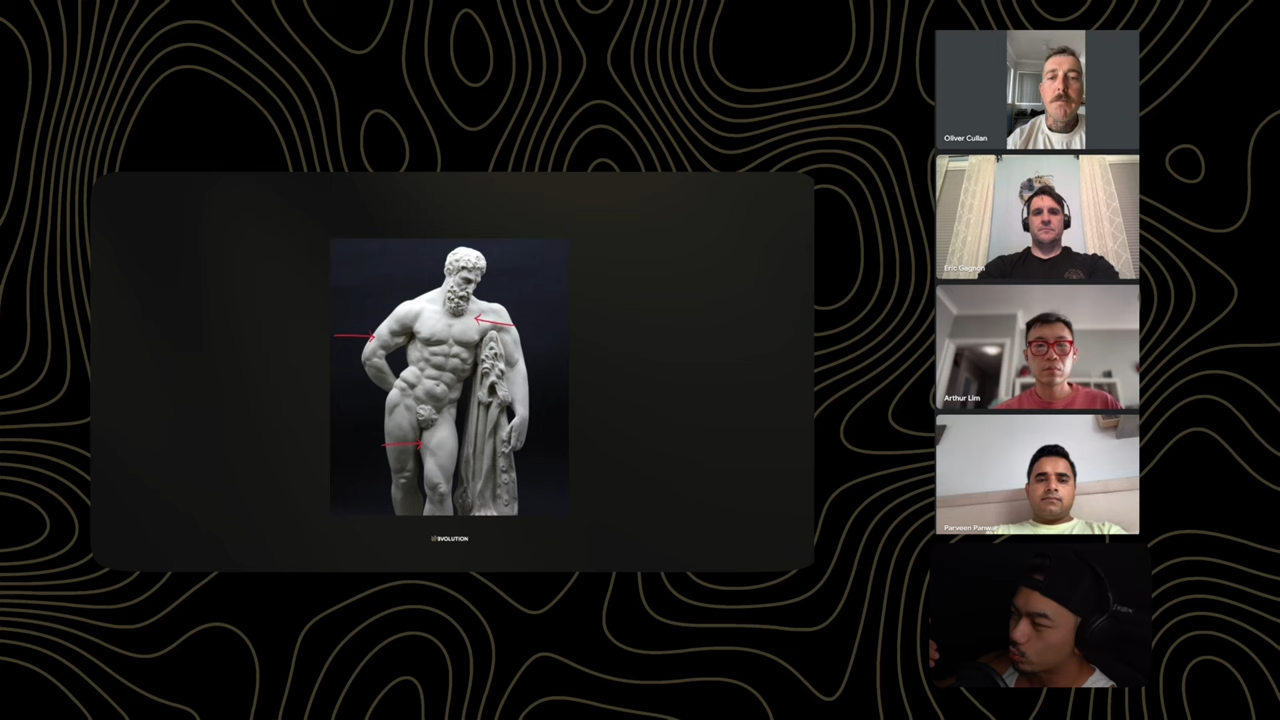 Oliver Cullan
Eric Gagnon
Arthur Lim
Parveen Panwar
EVOLUTION